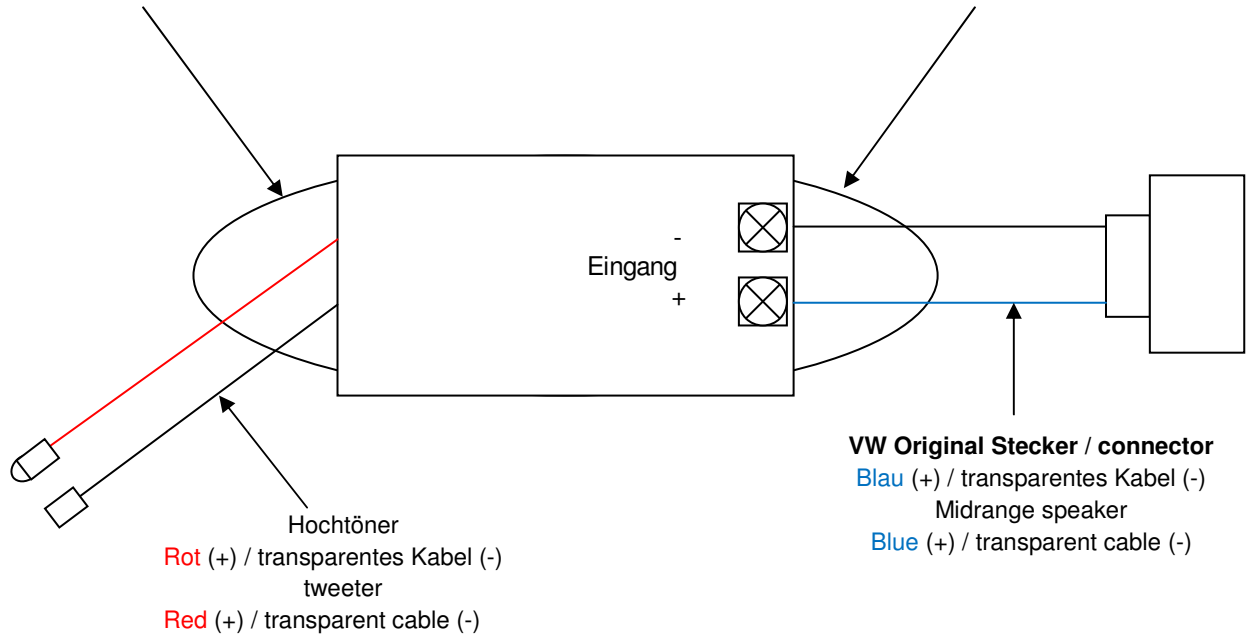 -
Eingang
+
VW Original Stecker / connector
Blau (+) / transparentes Kabel (-)
Midrange speaker
Blue (+) / transparent cable (-)
Hochtöner
Rot (+) / transparentes Kabel (-)
tweeter
Red (+) / transparent cable (-)